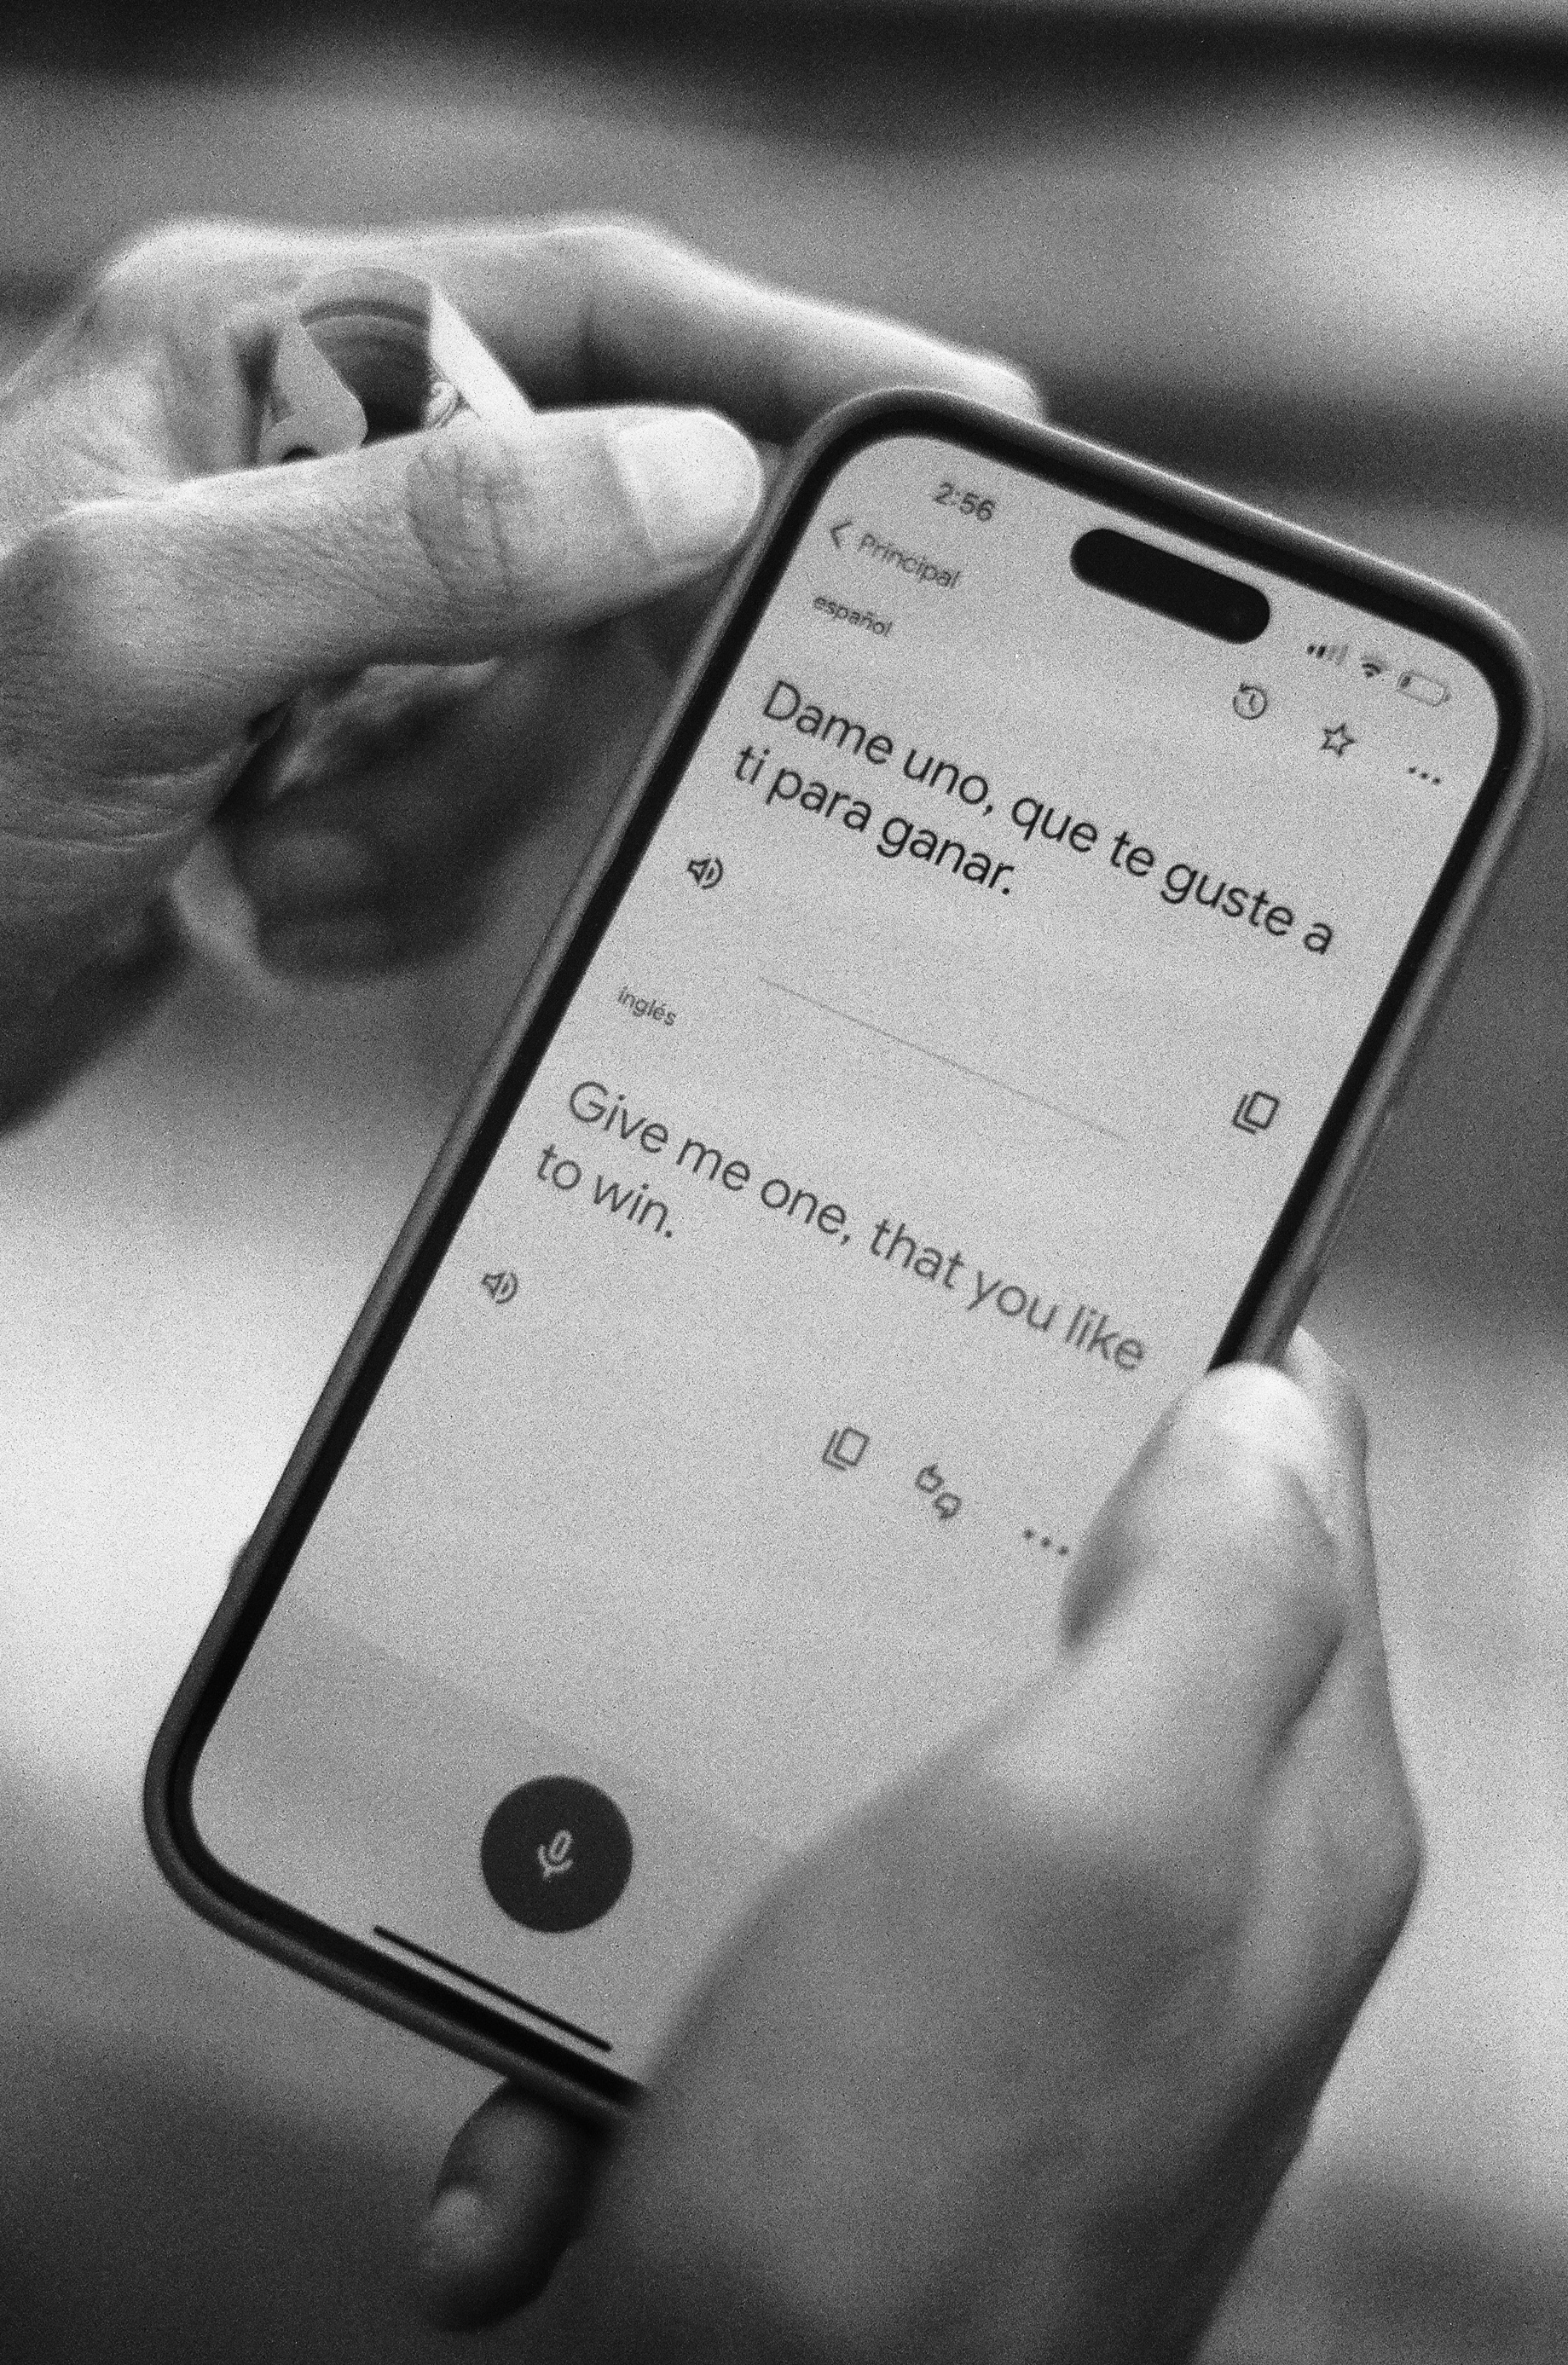 2:56
Principal
español
Dame uno, que te guste a
ti para ganar.
inglés
Give me one, that you like
to win.